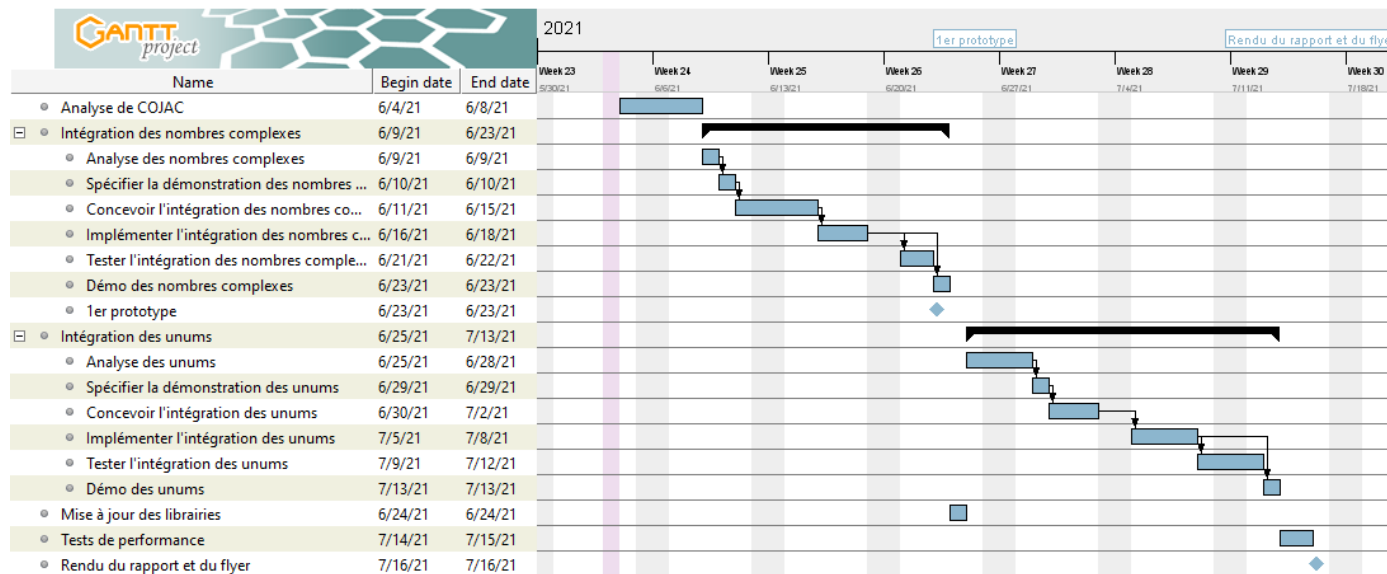 GANTT project
2021
1er prototype
Rendu du rapport et du flye
Name Begin date End date
Week 23 Week 24 Week 25 Week 26 Week 27 Week 28 Week 29 Week 30
5/30/21 6/6/21 6/13/21 6/20/21 6/27/21 7/4/21 7/11/21 7/18/21
Analyse de COJAC 6/4/21 6/8/21
Intégration des nombres complexes 6/9/21 6/23/21
Analyse des nombres complexes 6/9/21 6/9/21
Spécifier la démonstration des nombres ... 6/10/21 6/10/21
Concevoir l'intégration des nombres co... 6/11/21 6/15/21
Implémenter l'intégration des nombres c... 6/16/21 6/18/21
Tester l'intégration des nombres comple... 6/21/21 6/22/21
Démo des nombres complexes 6/23/21 6/23/21
1er prototype 6/23/21 6/23/21
Intégration des unums 6/25/21 7/13/21
Analyse des unums 6/25/21 6/28/21
Spécifier la démonstration des unums 6/29/21 6/29/21
Concevoir l'intégration des unums 6/30/21 7/2/21
Implémenter l'intégration des unums 7/5/21 7/8/21
Tester l'intégration des unums 7/9/21 7/12/21
Démo des unums 7/13/21 7/13/21
Mise à jour des librairies 6/24/21 6/24/21
Tests de performance 7/14/21 7/15/21
Rendu du rapport et du flyer 7/16/21 7/16/21